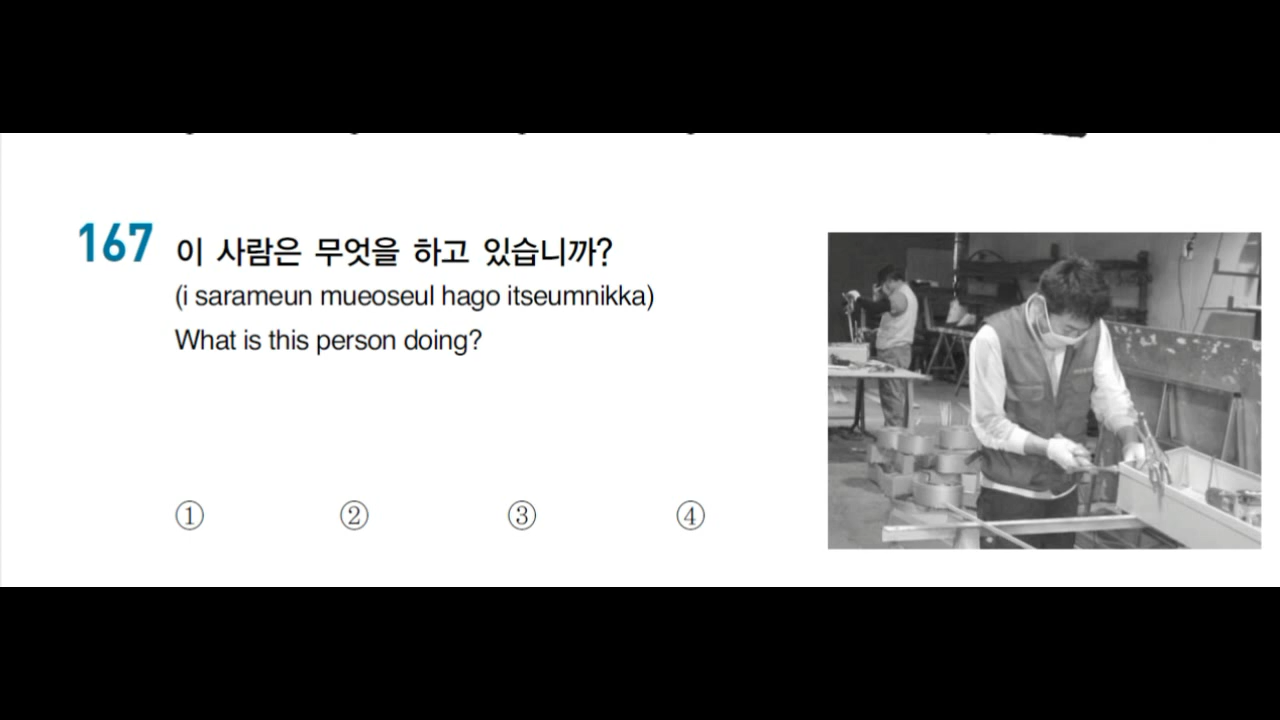 167 이 사람은 무엇을 하고 있습니까?
(i sarameun mueoseul hago itseumnikka)
What is this person doing?
① ② ③ ④